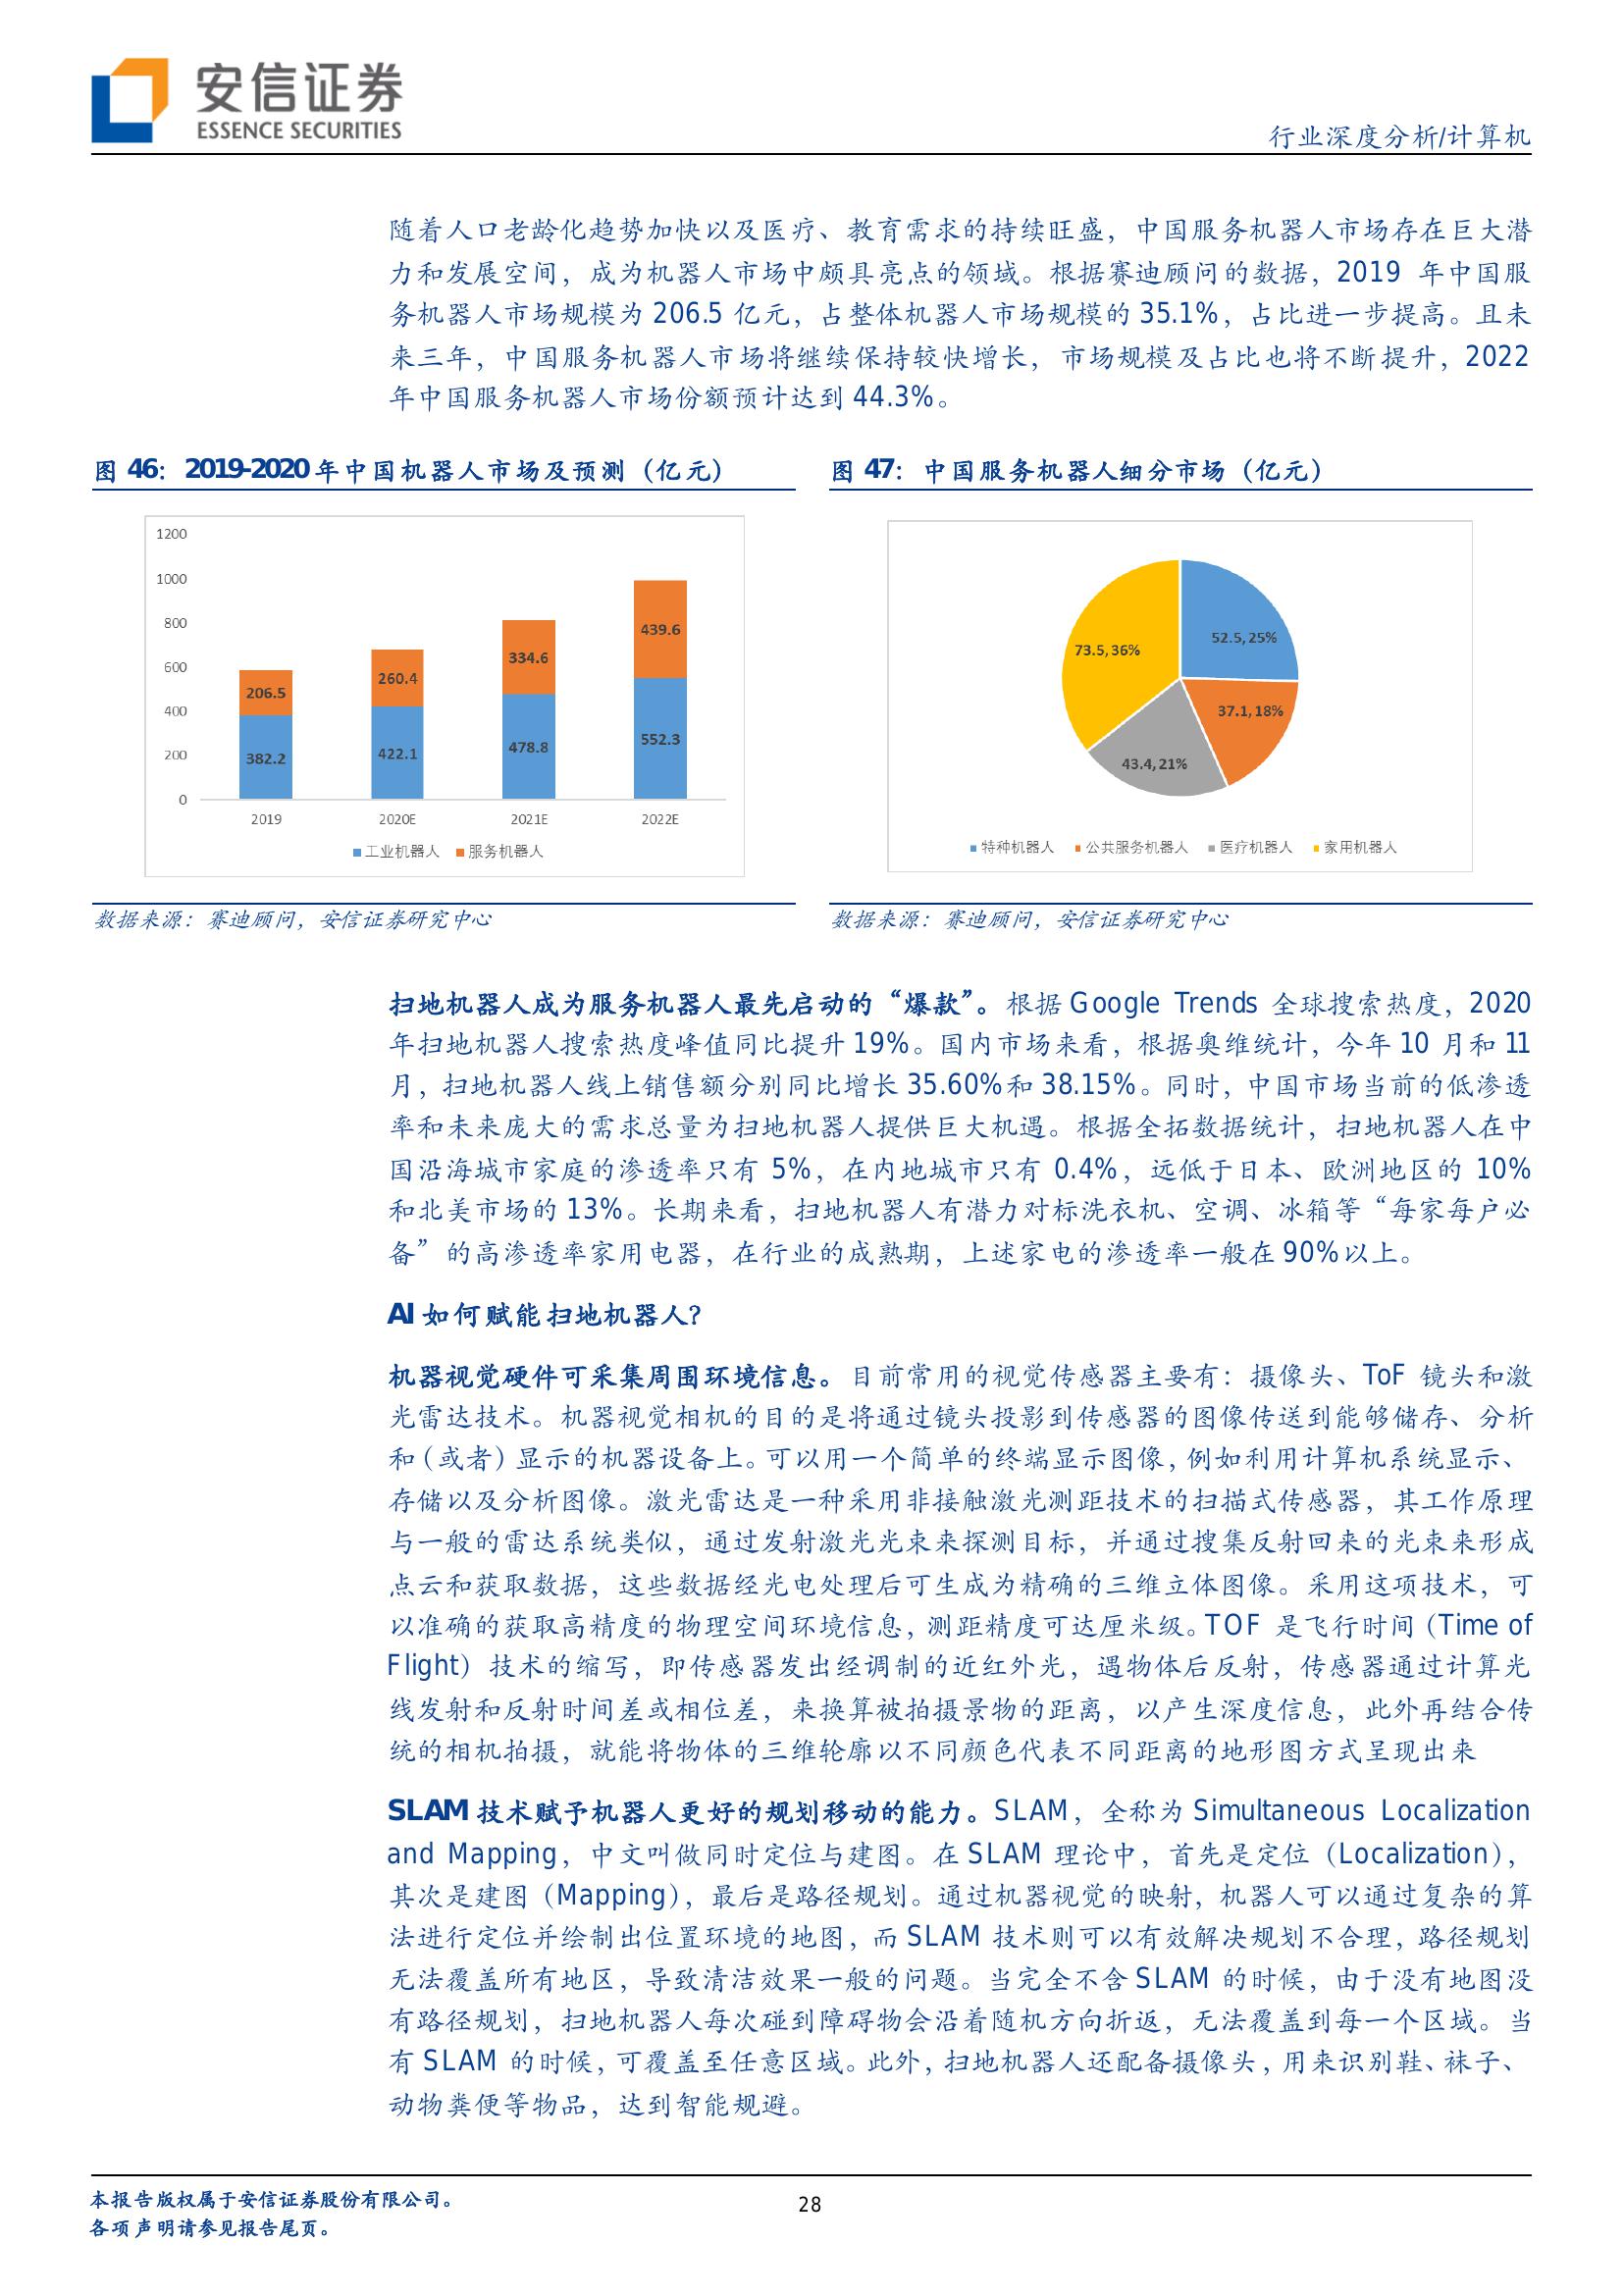 安信证券
ESSENCE SECURITIES
行业深度分析/计算机
随着人口老龄化趋势加快以及医疗、教育需求的持续旺盛，中国服务机器人市场存在巨大潜
力和发展空间，成为机器人市场中颇具亮点的领域。根据赛迪顾问的数据，2019 年中国服
务机器人市场规模为 206.5 亿元，占整体机器人市场规模的 35.1%，占比进一步提高。且未
来三年，中国服务机器人市场将继续保持较快增长，市场规模及占比也将不断提升，2022
年中国服务机器人市场份额预计达到 44.3%。
图 46：2019-2020 年中国机器人市场及预测（亿元）
1200
1000
800
600
400
200
0
206.5
382.2
260.4
422.1
334.6
478.8
439.6
552.3
2019 2020E 2021E 2022E
工业机器人 服务机器人
数据来源：赛迪顾问，安信证券研究中心
图 47：中国服务机器人细分市场（亿元）
52.5, 25%
73.5, 36%
37.1, 18%
43.4, 21%
特种机器人 公共服务机器人 医疗机器人 家用机器人
数据来源：赛迪顾问，安信证券研究中心
扫地机器人成为服务机器人最先启动的“爆款”。根据 Google Trends 全球搜索热度，2020
年扫地机器人搜索热度峰值同比提升 19%。国内市场来看，根据奥维统计，今年 10 月和 11
月，扫地机器人线上销售额分别同比增长 35.60%和 38.15%。同时，中国市场当前的低渗透
率和未来庞大的需求总量为扫地机器人提供巨大机遇。根据全拓数据统计，扫地机器人在中
国沿海城市家庭的渗透率只有 5%，在内地城市只有 0.4%，远低于日本、欧洲地区的 10%
和北美市场的 13%。长期来看，扫地机器人有潜力对标洗衣机、空调、冰箱等“每家每户必
备”的高渗透率家用电器，在行业的成熟期，上述家电的渗透率一般在 90%以上。
AI 如何赋能扫地机器人？
机器视觉硬件可采集周围环境信息。目前常用的视觉传感器主要有：摄像头、ToF 镜头和激
光雷达技术。机器视觉相机的目的是将通过镜头投影到传感器的图像传送到能够储存、分析
和（或者）显示的机器设备上。可以用一个简单的终端显示图像，例如利用计算机系统显示、
存储以及分析图像。激光雷达是一种采用非接触激光测距技术的扫描式传感器，其工作原理
与一般的雷达系统类似，通过发射激光光束来探测目标，并通过搜集反射回来的光束来形成
点云和获取数据，这些数据经光电处理后可生成为精确的三维立体图像。采用这项技术，可
以准确的获取高精度的物理空间环境信息，测距精度可达厘米级。TOF 是飞行时间（Time of
Flight）技术的缩写，即传感器发出经调制的近红外光，遇物体后反射，传感器通过计算光
线发射和反射时间差或相位差，来换算被拍摄景物的距离，以产生深度信息，此外再结合传
统的相机拍摄，就能将物体的三维轮廓以不同颜色代表不同距离的地形图方式呈现出来
SLAM 技术赋予机器人更好的规划移动的能力。SLAM，全称为 Simultaneous Localization
and Mapping，中文叫做同时定位与建图。在 SLAM 理论中，首先是定位（Localization），
其次是建图（Mapping），最后是路径规划。通过机器视觉的映射，机器人可以通过复杂的算
法进行定位并绘制出位置环境的地图，而 SLAM 技术则可以有效解决规划不合理，路径规划
无法覆盖所有地区，导致清洁效果一般的问题。当完全不含 SLAM 的时候，由于没有地图没
有路径规划，扫地机器人每次碰到障碍物会沿着随机方向折返，无法覆盖到每一个区域。当
有 SLAM 的时候，可覆盖至任意区域。此外，扫地机器人还配备摄像头，用来识别鞋、袜子、
动物粪便等物品，达到智能规避。
本报告版权属于安信证券股份有限公司。
各项声明请参见报告尾页。
28